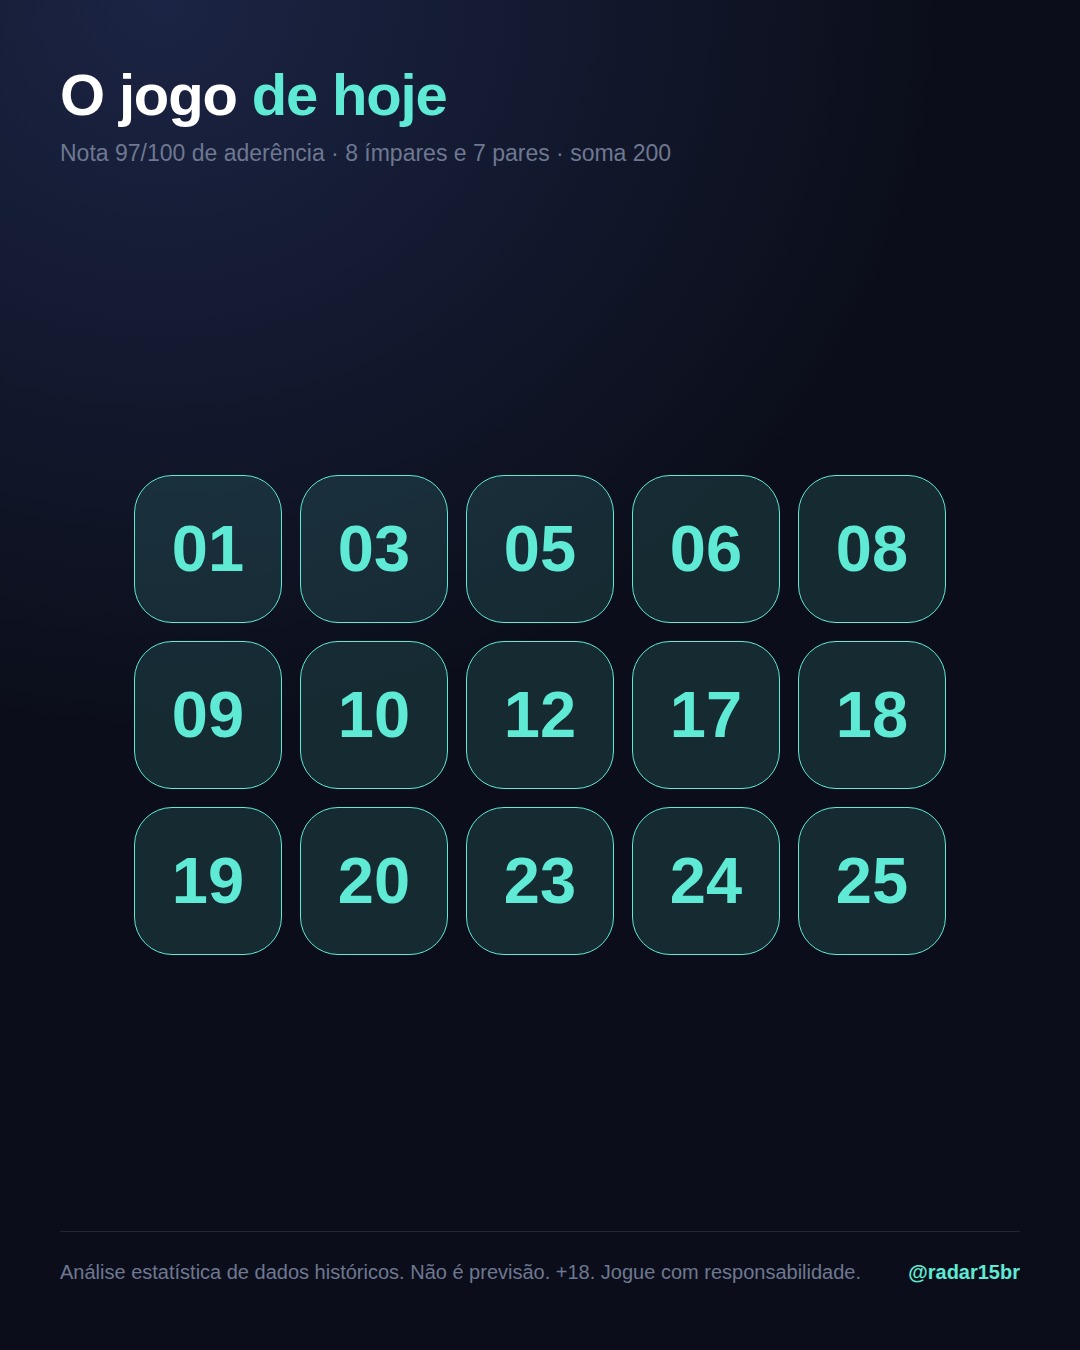 O jogo de hoje
Nota 97/100 de aderência · 8 ímpares e 7 pares · soma 200
01 03 05 06 08
09 10 12 17 18
19 20 23 24 25
Análise estatística de dados históricos. Não é previsão. +18. Jogue com responsabilidade. @radar15br